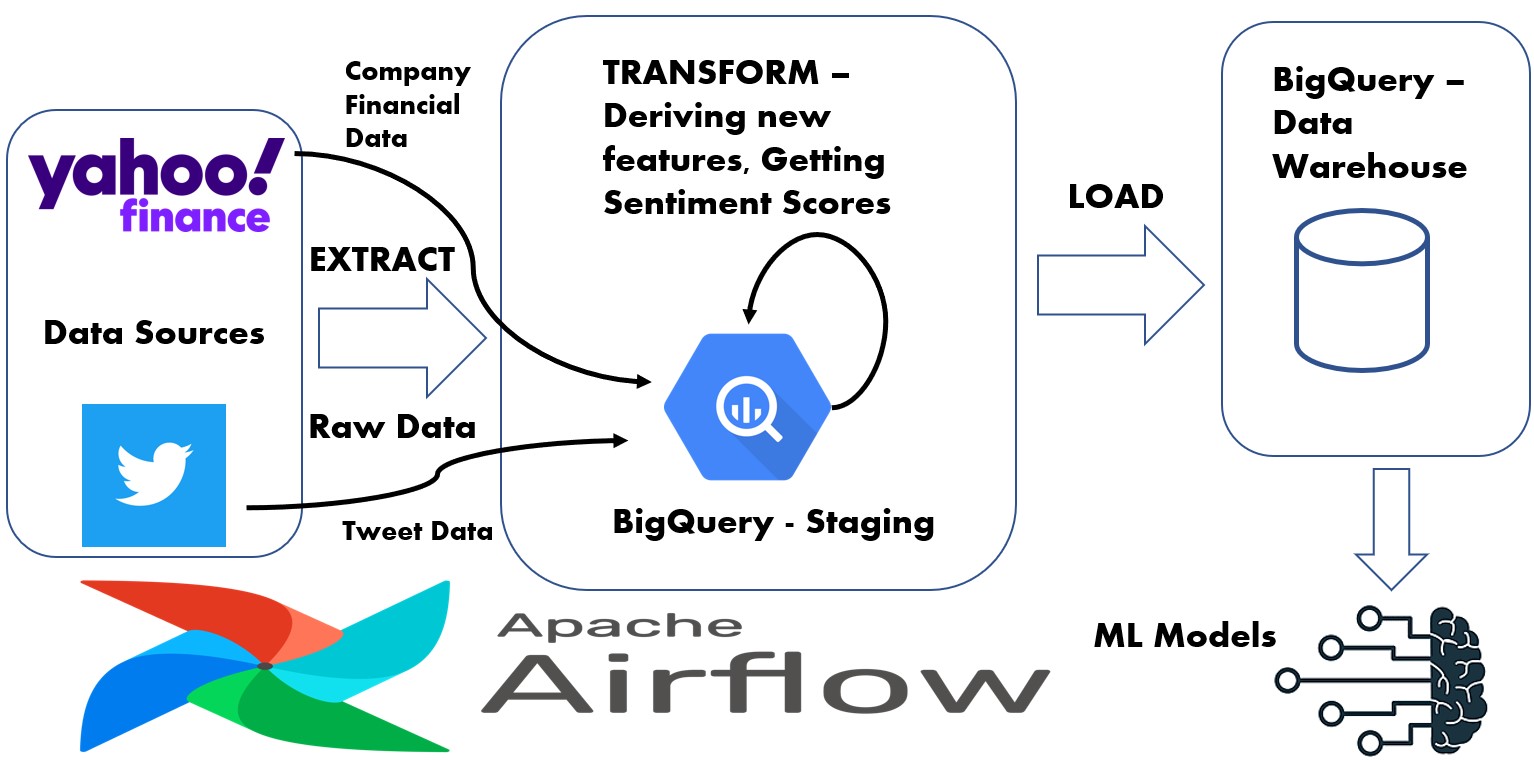 yahoo!
finance
Data Sources
Company
Financial
Data
EXTRACT
Raw Data
Tweet Data
TRANSFORM –
Deriving new
features, Getting
Sentiment Scores
BigQuery - Staging
LOAD
BigQuery –
Data
Warehouse
ML Models
Apache
Airflow